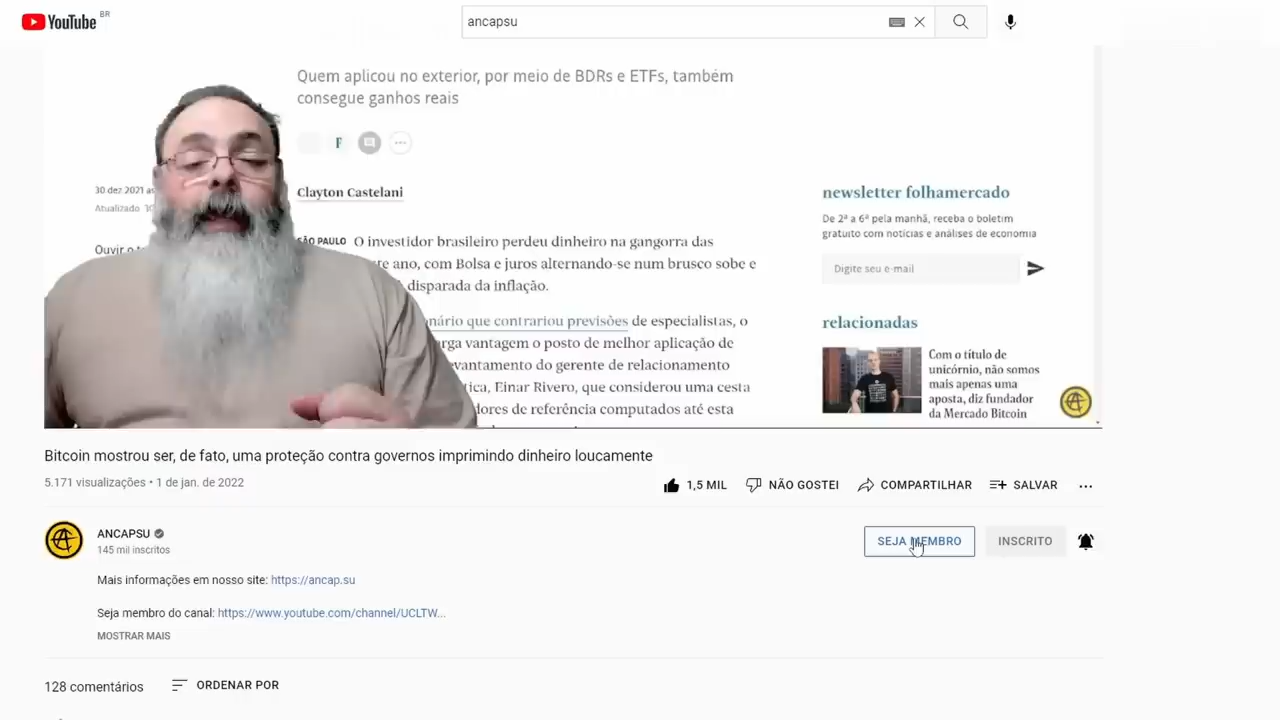 YouTube BR
ancapsu
Quem aplicou no exterior, por meio de BDRs e ETFs, também
consegue ganhos reais
F
30 dez 2021
Atualizado
Clayton Castelani
newsletter folhamercado
De 2ª a 6ª pela manhã, receba o boletim
gratuito com notícias e análises de economia
Ouvir o
SÃO PAULO O investidor brasileiro perdeu dinheiro na gangorra das
te ano, com Bolsa e juros alternando-se num brusco sobe e
disparada da inflação.
Digite seu e-mail
nário que contrariou previsões de especialistas, o
rga vantagem o posto de melhor aplicação de
evantamento do gerente de relacionamento
tica, Einar Rivero, que considerou uma cesta
dores de referência computados até esta
relacionadas
Com o título de
unicórnio, não somos
mais apenas uma
aposta, diz fundador
da Mercado Bitcoin
Bitcoin mostrou ser, de fato, uma proteção contra governos imprimindo dinheiro loucamente
5.171 visualizações • 1 de jan. de 2022
1,5 MIL NÃO GOSTEI COMPARTILHAR SALVAR ...
ANCAPSU
145 mil inscritos
SEJA MEMBRO INSCRITO
Mais informações em nosso site: https://ancap.su
Seja membro do canal: https://www.youtube.com/channel/UCLTW...
MOSTRAR MAIS
128 comentários ORDENAR POR